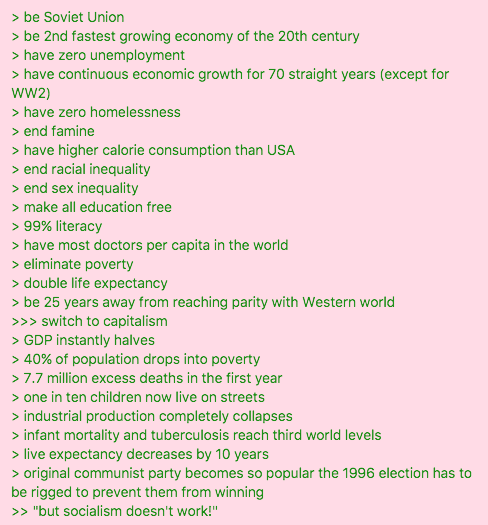 > be Soviet Union
> be 2nd fastest growing economy of the 20th century
> have zero unemployment
> have continuous economic growth for 70 straight years (except for
WW2)
> have zero homelessness
> end famine
> have higher calorie consumption than USA
> end racial inequality
> end sex inequality
> make all education free
> 99% literacy
> have most doctors per capita in the world
> eliminate poverty
> double life expectancy
> be 25 years away from reaching parity with Western world
>>> switch to capitalism
> GDP instantly halves
> 40% of population drops into poverty
> 7.7 million excess deaths in the first year
> one in ten children now live on streets
> industrial production completely collapses
> infant mortality and tuberculosis reach third world levels
> live expectancy decreases by 10 years
> original communist party becomes so popular the 1996 election has to
be rigged to prevent them from winning
>> "but socialism doesn't work!"